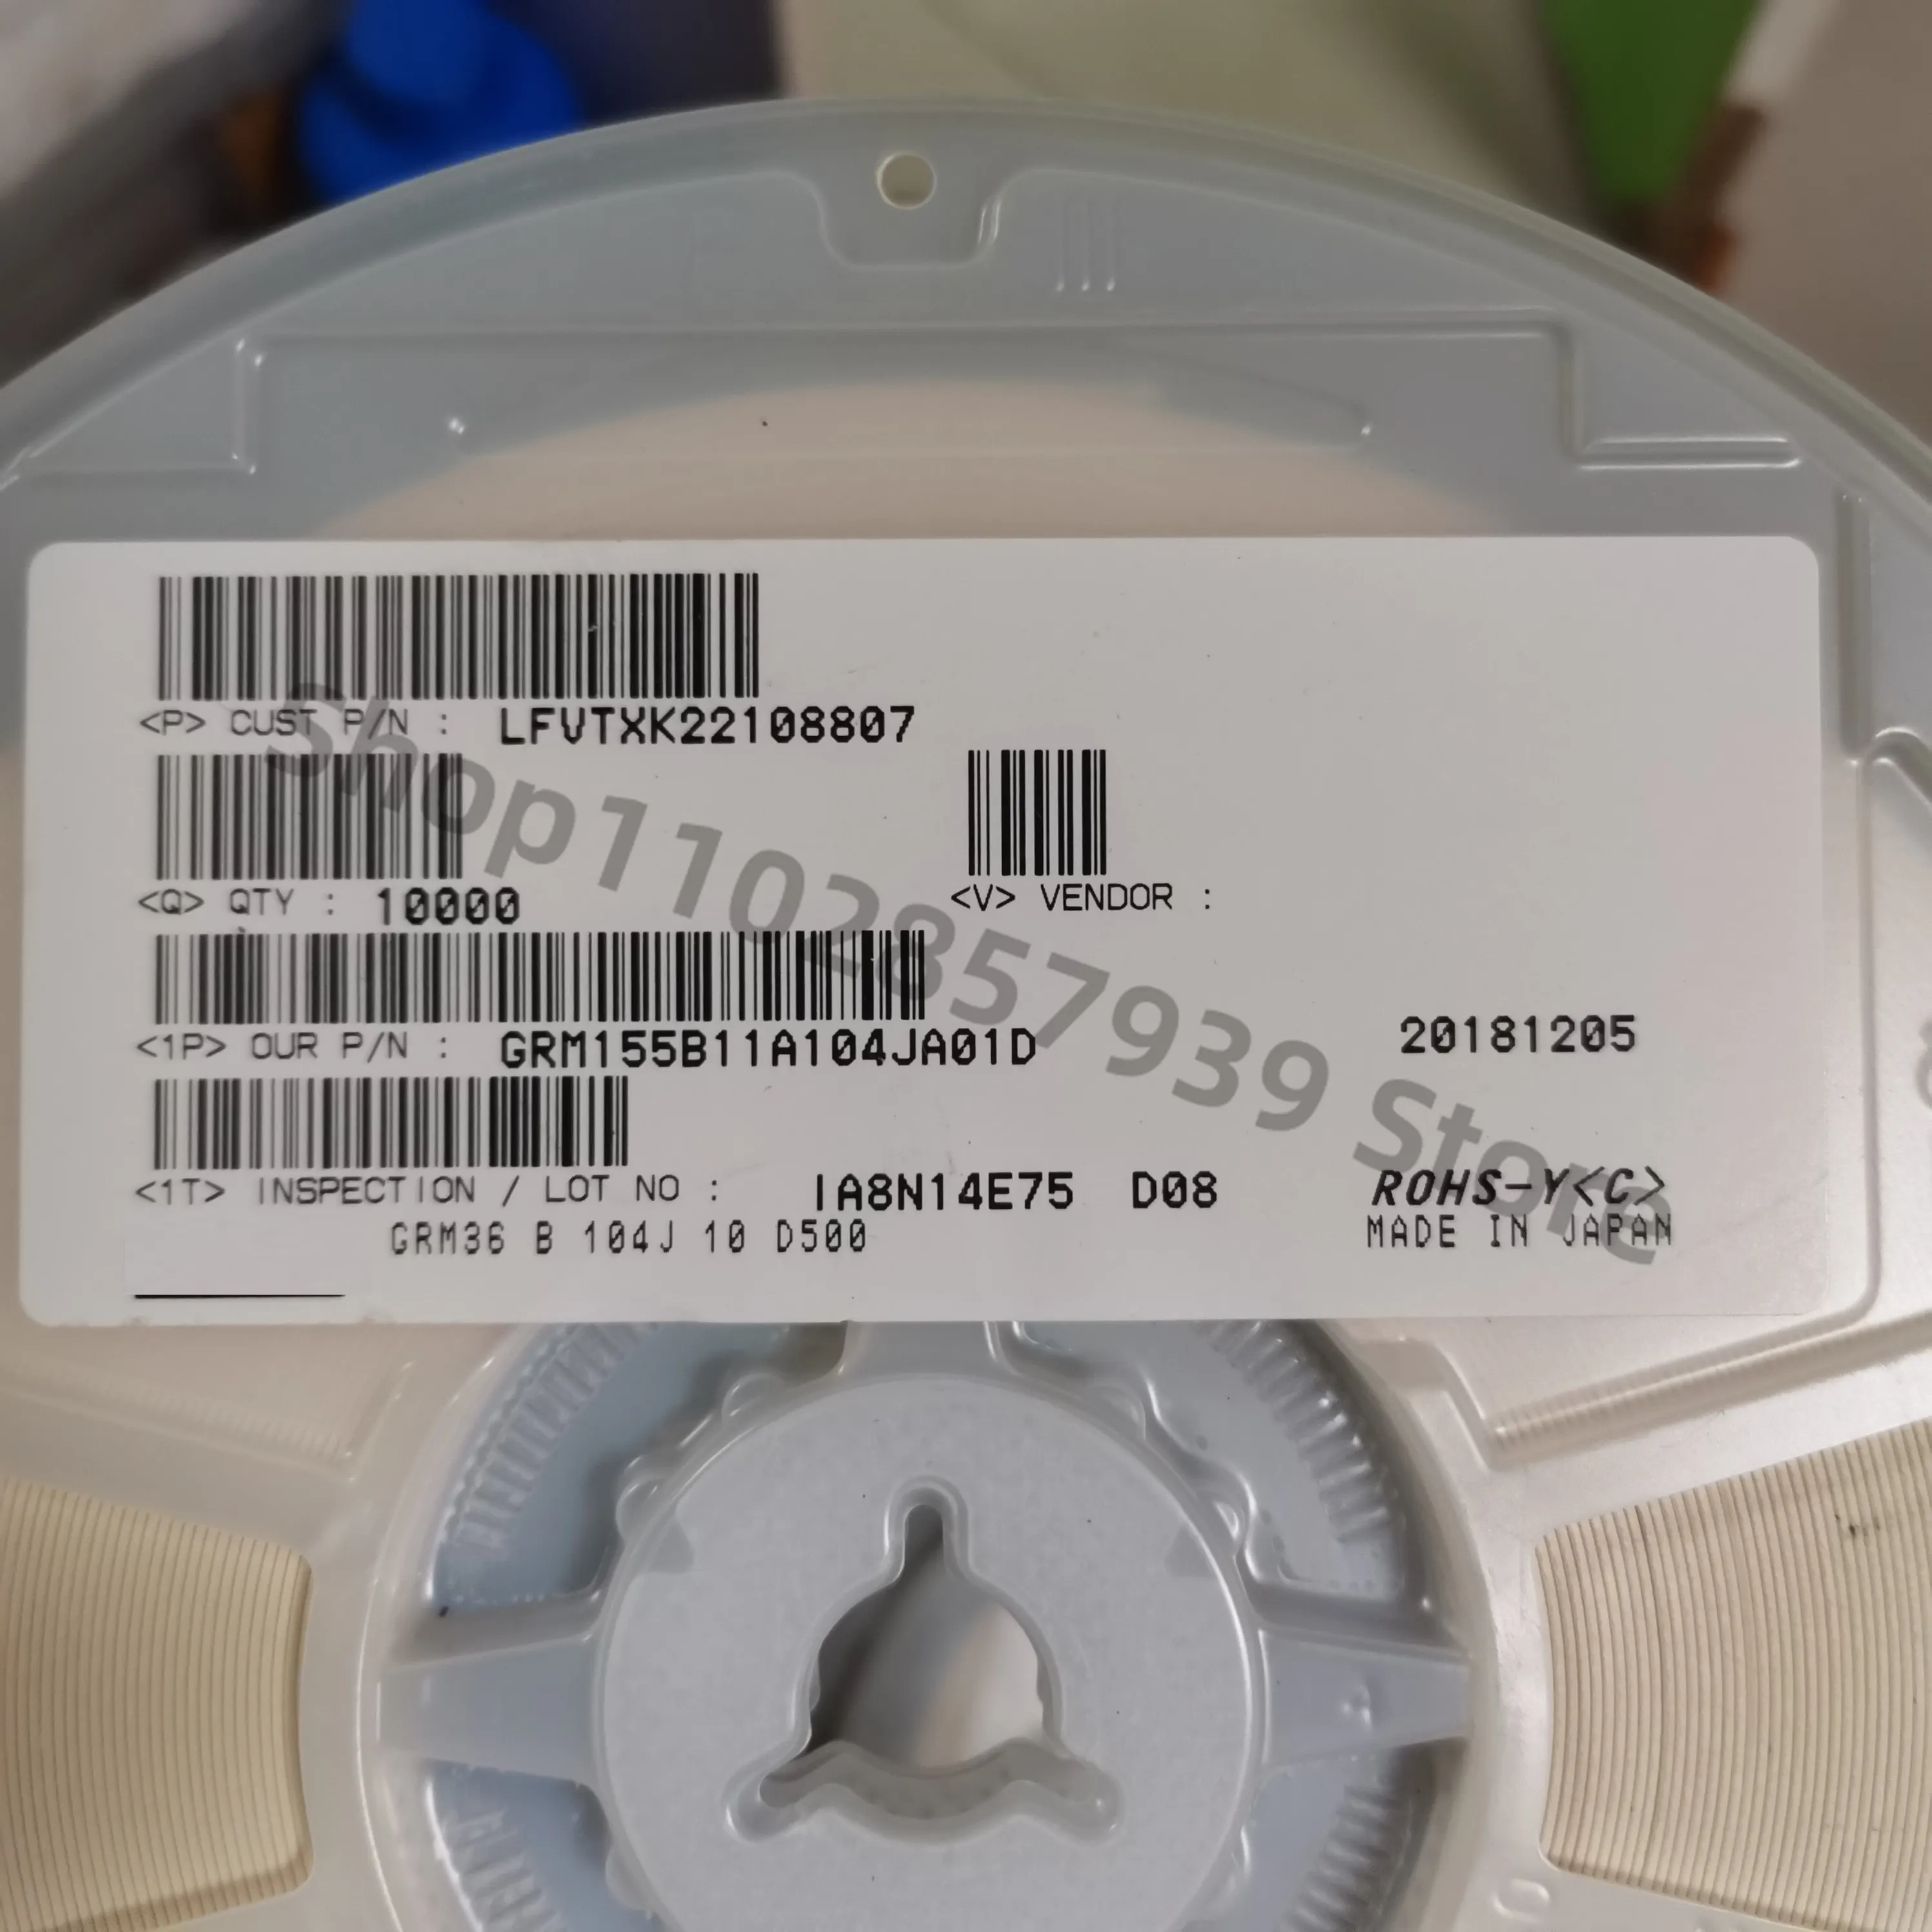 <P> CUST P/N : LFVTXK22108807
<Q> QTY : 10000
<V> VENDOR :
<1P> OUR P/N : GRM155B11A104JA01D
20181205
<1T> INSPECTION / LOT NO : IA8N14E75 D08
ROHS-Y<C>
GRM36 B 104J 10 D500
MADE IN JAPAN
Shop1102857939 Store